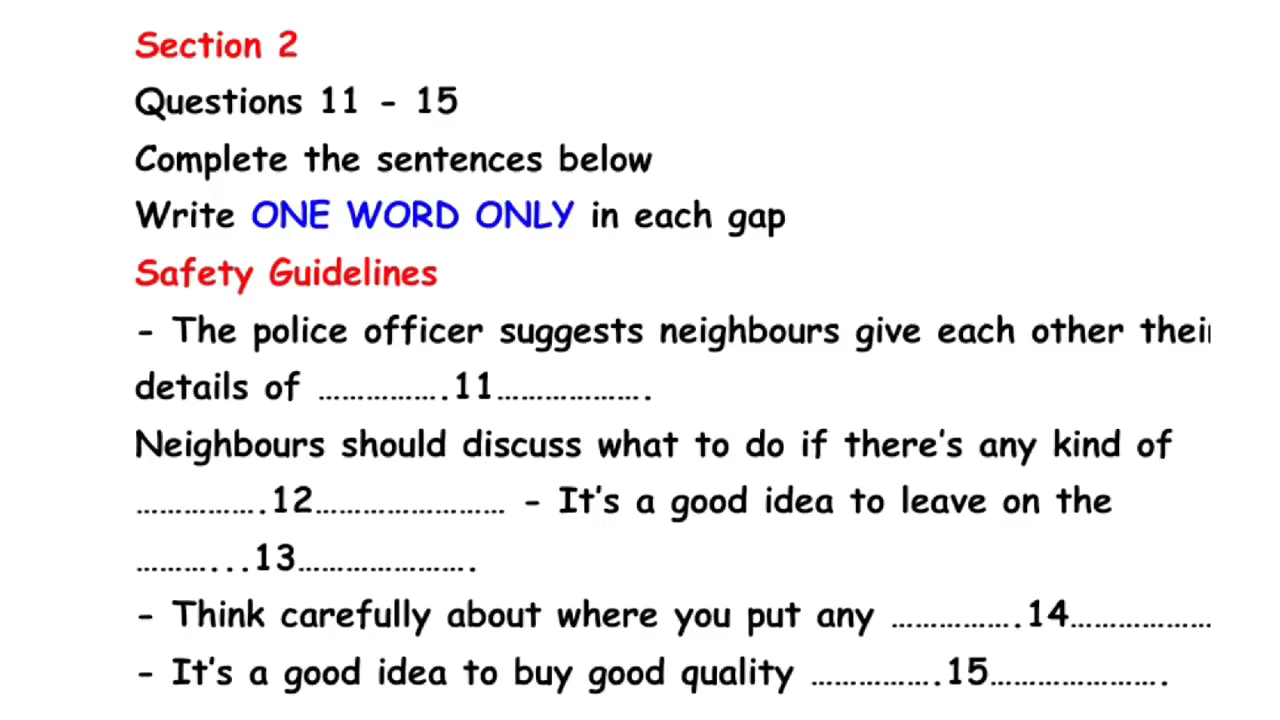 Section 2
Questions 11 - 15
Complete the sentences below
Write ONE WORD ONLY in each gap
Safety Guidelines
- The police officer suggests neighbours give each other their
details of …………….11……………….
Neighbours should discuss what to do if there's any kind of
…………….12…………………… - It's a good idea to leave on the
………...13………………….
- Think carefully about where you put any …………….14………………
- It's a good idea to buy good quality …………….15………………….